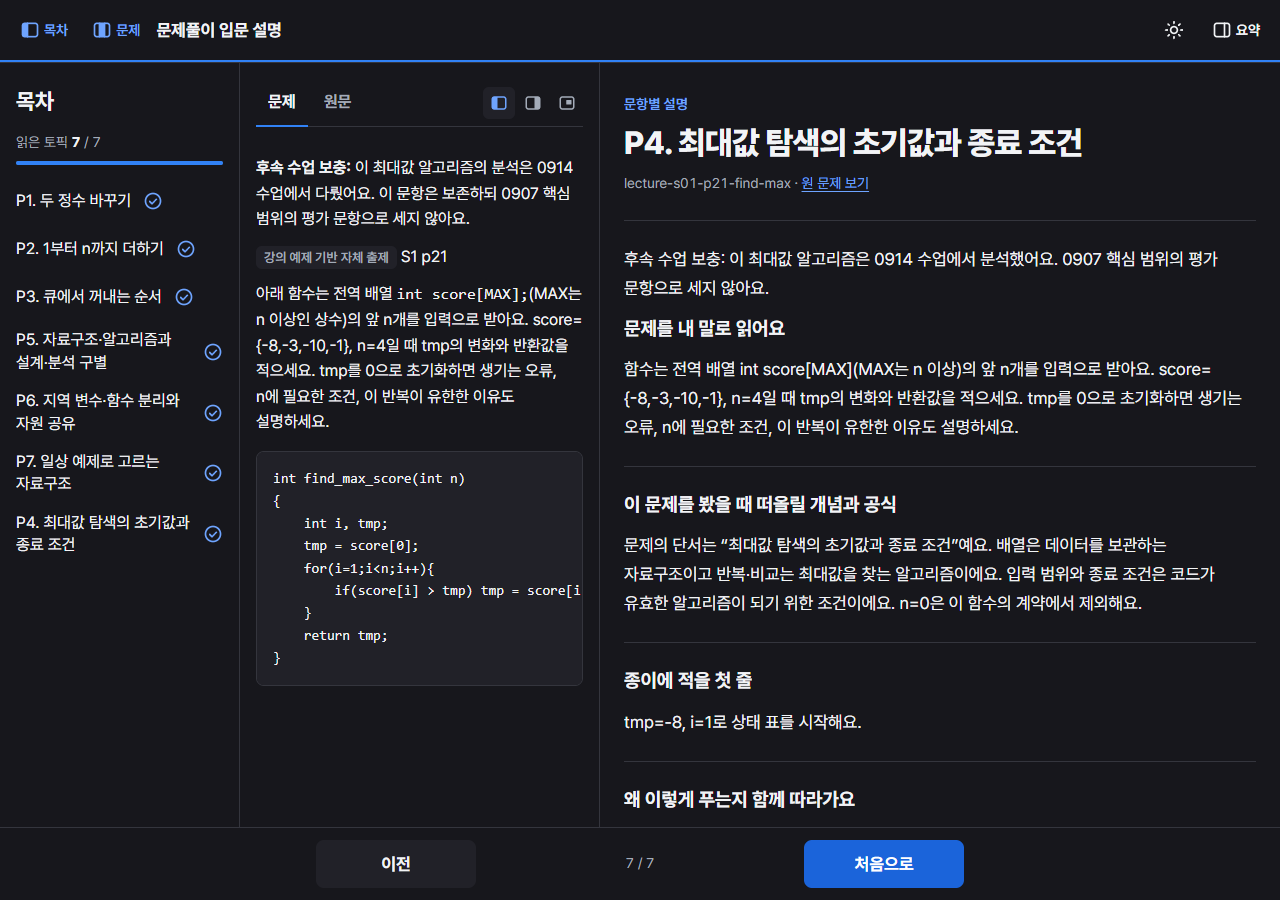 목차
문제
문제풀이 입문 설명
요약
목차
읽은 토픽 7 / 7
P1. 두 정수 바꾸기
P2. 1부터 n까지 더하기
P3. 큐에서 꺼내는 순서
P5. 자료구조·알고리즘과
설계·분석 구별
P6. 지역 변수·함수 분리와
자원 공유
P7. 일상 예제로 고르는
자료구조
P4. 최대값 탐색의 초기값과
종료 조건
문제
원문
후속 수업 보충: 이 최대값 알고리즘의 분석은 0914
수업에서 다뤘어요. 이 문항은 보존하되 0907 핵심
범위의 평가 문항으로 세지 않아요.
강의 예제 기반 자체 출제 S1 p21
아래 함수는 전역 배열 int score[MAX];(MAX는
n 이상인 상수)의 앞 n개를 입력으로 받아요. score=
{-8,-3,-10,-1}, n=4일 때 tmp의 변화와 반환값을
적으세요. tmp를 0으로 초기화하면 생기는 오류,
n에 필요한 조건, 이 반복이 유한한 이유도
설명하세요.
int find_max_score(int n)
{
int i, tmp;
tmp = score[0];
for(i=1;i<n;i++){
if(score[i] > tmp) tmp = score[i
}
return tmp;
}
문항별 설명
P4. 최대값 탐색의 초기값과 종료 조건
lecture-s01-p21-find-max · 원 문제 보기
후속 수업 보충: 이 최대값 알고리즘은 0914 수업에서 분석했어요. 0907 핵심 범위의 평가
문항으로 세지 않아요.
문제를 내 말로 읽어요
함수는 전역 배열 int score[MAX](MAX는 n 이상)의 앞 n개를 입력으로 받아요. score=
{-8,-3,-10,-1}, n=4일 때 tmp의 변화와 반환값을 적으세요. tmp를 0으로 초기화하면 생기는
오류, n에 필요한 조건, 이 반복이 유한한 이유도 설명하세요.
이 문제를 봤을 때 떠올릴 개념과 공식
문제의 단서는 “최대값 탐색의 초기값과 종료 조건”예요. 배열은 데이터를 보관하는
자료구조이고 반복·비교는 최대값을 찾는 알고리즘이에요. 입력 범위와 종료 조건은 코드가
유효한 알고리즘이 되기 위한 조건이에요. n=0은 이 함수의 계약에서 제외해요.
종이에 적을 첫 줄
tmp=-8, i=1로 상태 표를 시작해요.
왜 이렇게 푸는지 함께 따라가요
이전
7 / 7
처음으로